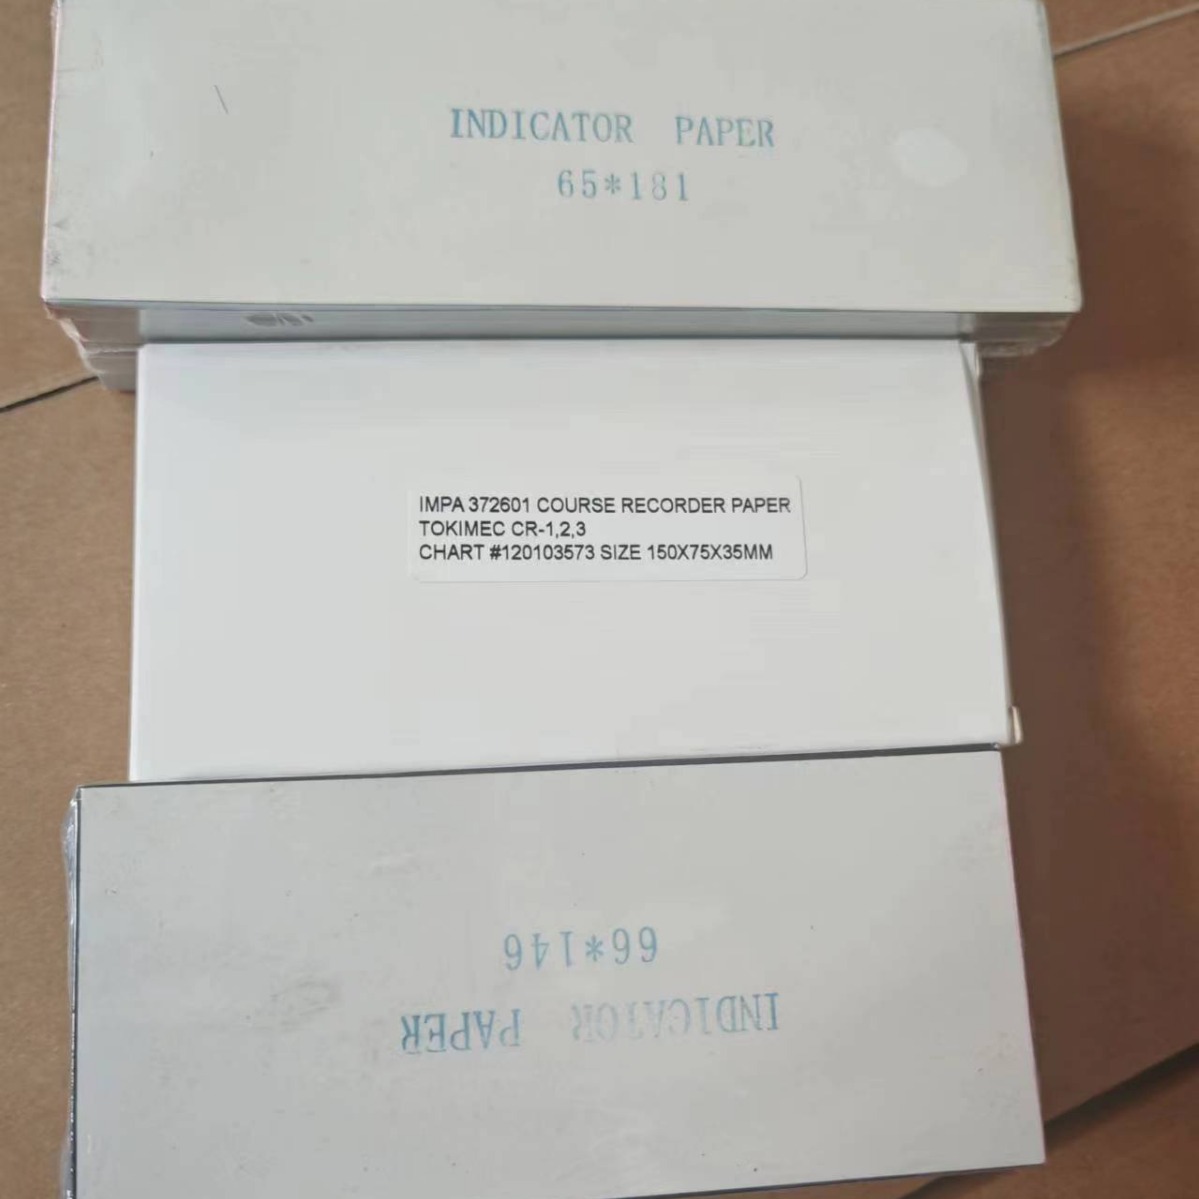 INDICATOR PAPER
65*181
IMPA 372601 COURSE RECORDER PAPER
TOKIMEC CR-1,2,3
CHART #120103573 SIZE 150X75X35MM
INDICATOR PAPER
66*146